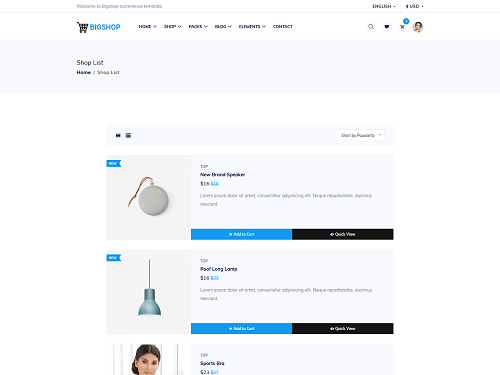 Welcome to Bigshop ecommerce template.
ENGLISH
$ USD
BIGSHOP
HOME
SHOP
PAGES
BLOG
ELEMENTS
CONTACT
2
Shop List
Home / Shop List
Short by Popularity
NEW
TOP
New Brand Speaker
$16
Lorem ipsum dolor sit amet, consectetur adipisicing elit. Neque repudiandae, ducimus
nesciunt
Add to Cart
Quick View
NEW
TOP
Roof Long Lamp
$16
Lorem ipsum dolor sit amet, consectetur adipisicing elit. Neque repudiandae, ducimus
nesciunt
Add to Cart
Quick View
TOP
Sports Bra
$23